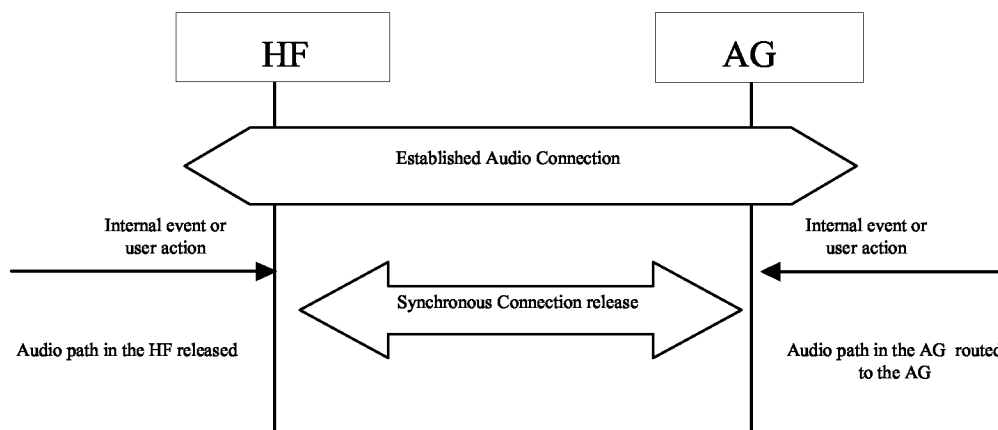 HF
AG
Established Audio Connection
Internal event or
user action
Internal event or
user action
Synchronous Connection release
Audio path in the HF released
Audio path in the AG routed
to the AG